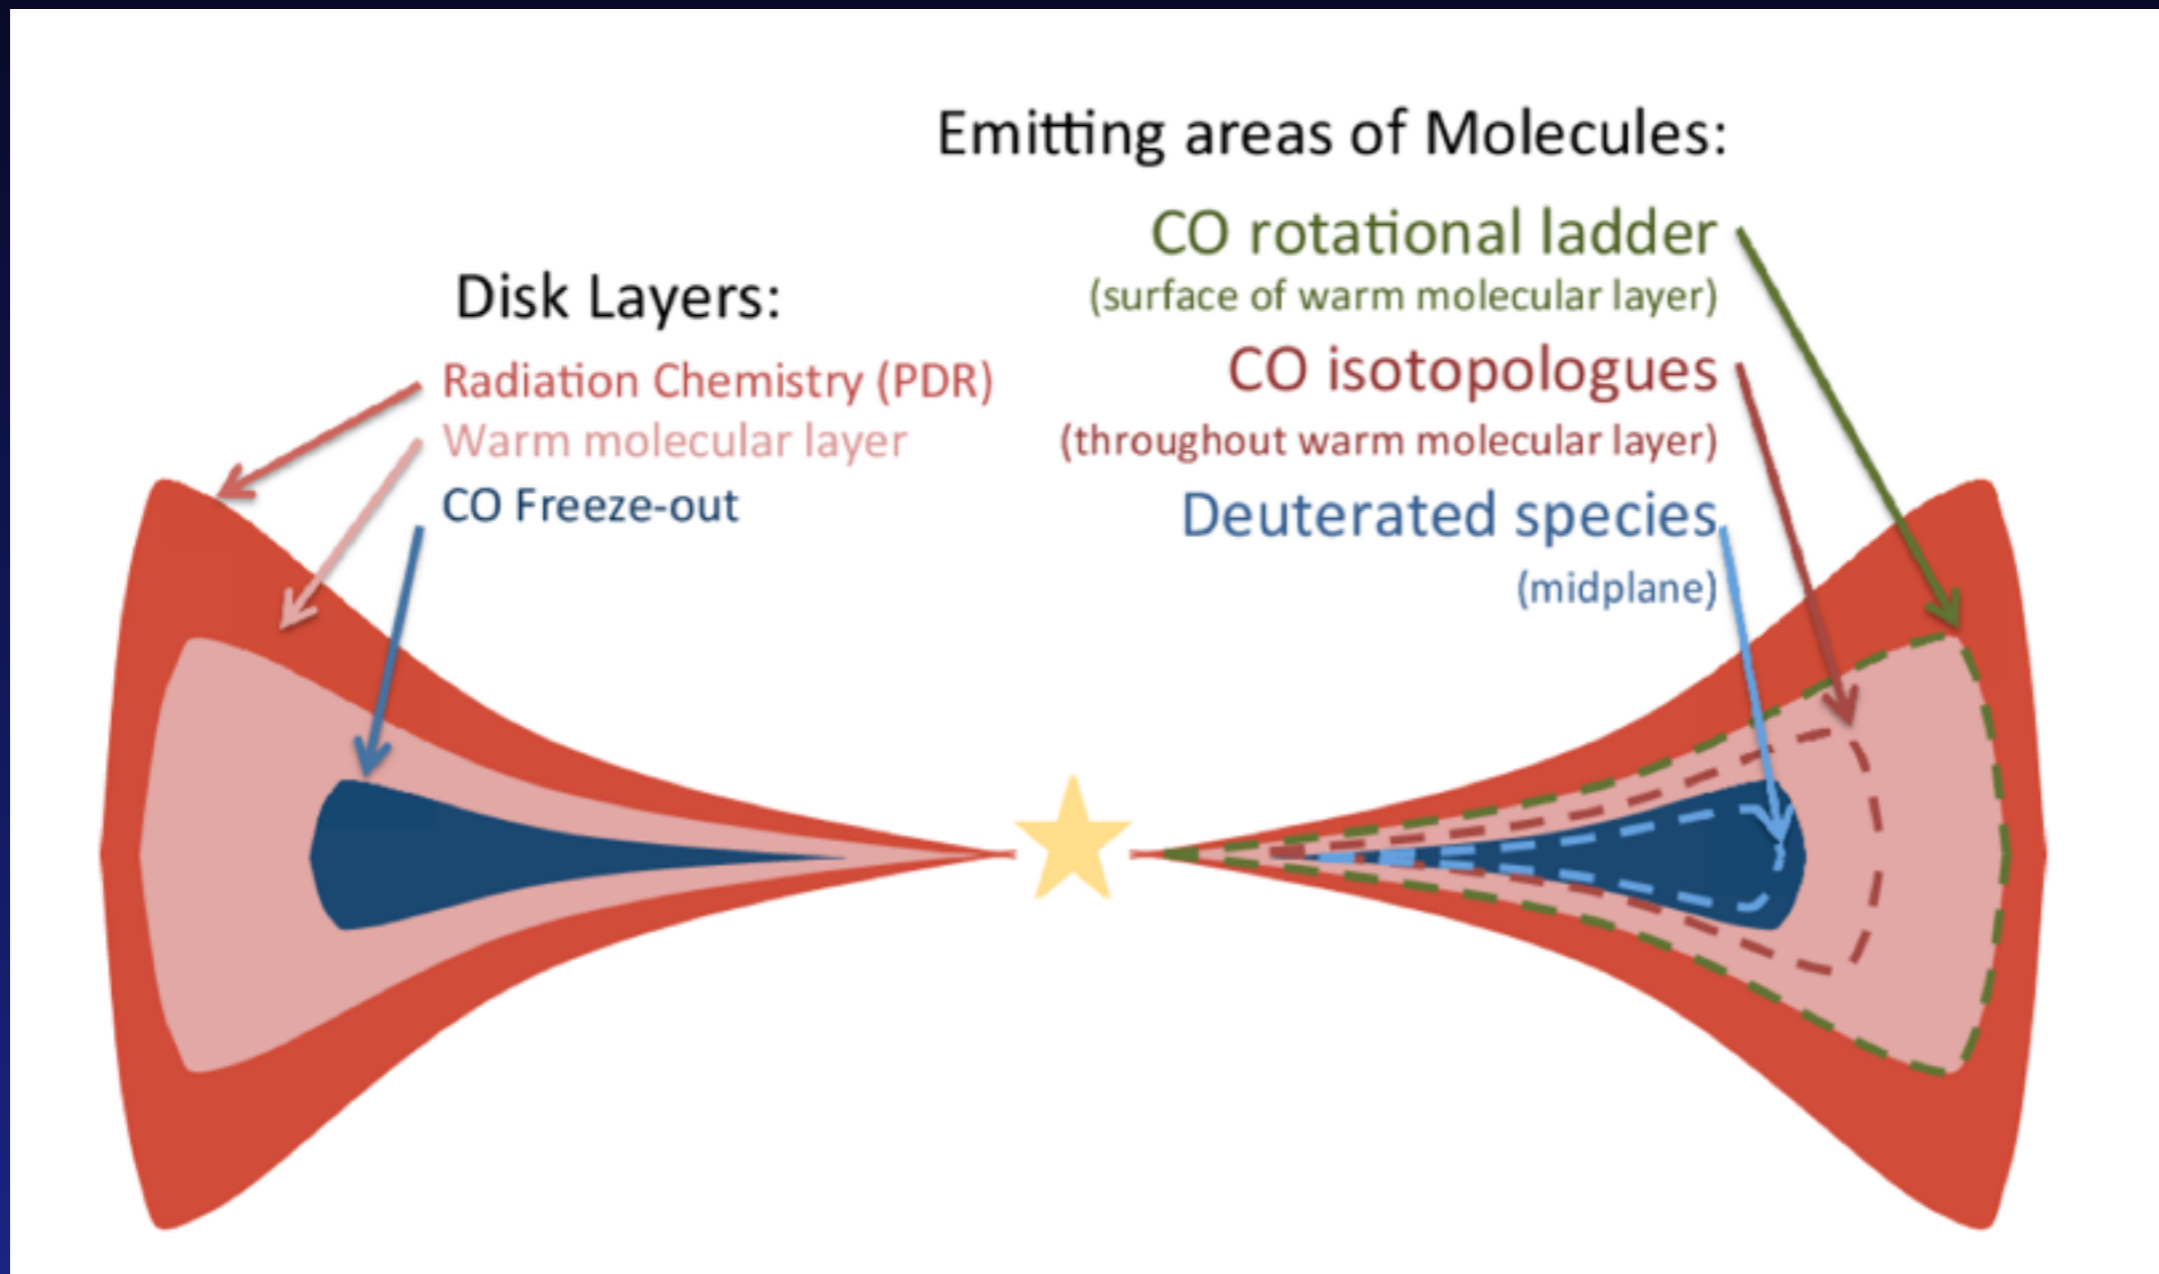 Emitting areas of Molecules:
CO rotational ladder
(surface of warm molecular layer)
CO isotopologues
(throughout warm molecular layer)
Deuterated species
(midplane)
Disk Layers:
Radiation Chemistry (PDR)
Warm molecular layer
CO Freeze-out